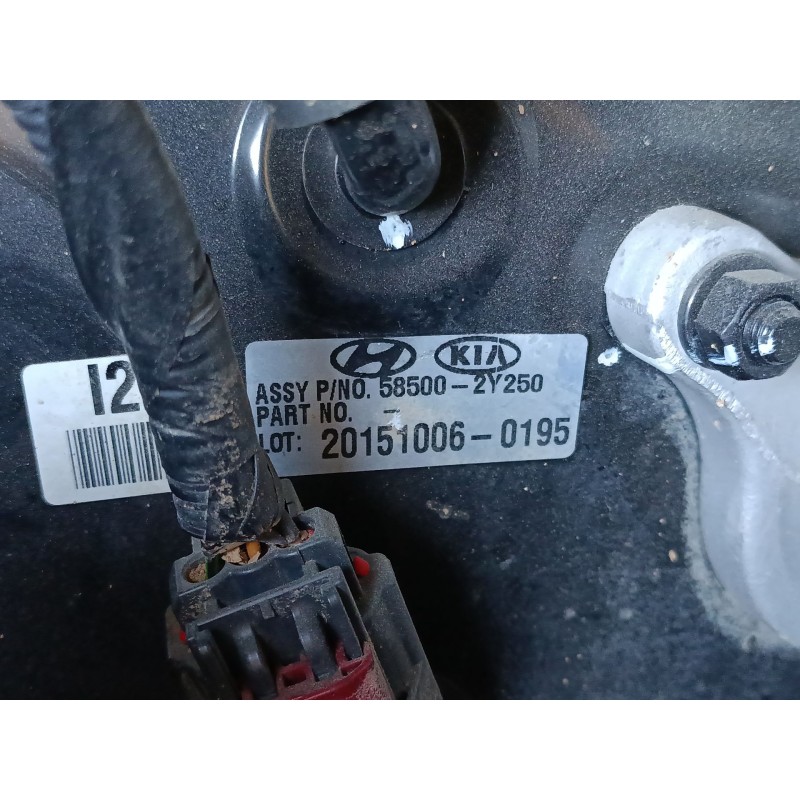 I2
KIA
ASSY P/NO. 58500-2Y250
PART NO. -
LOT: 20151006-0195